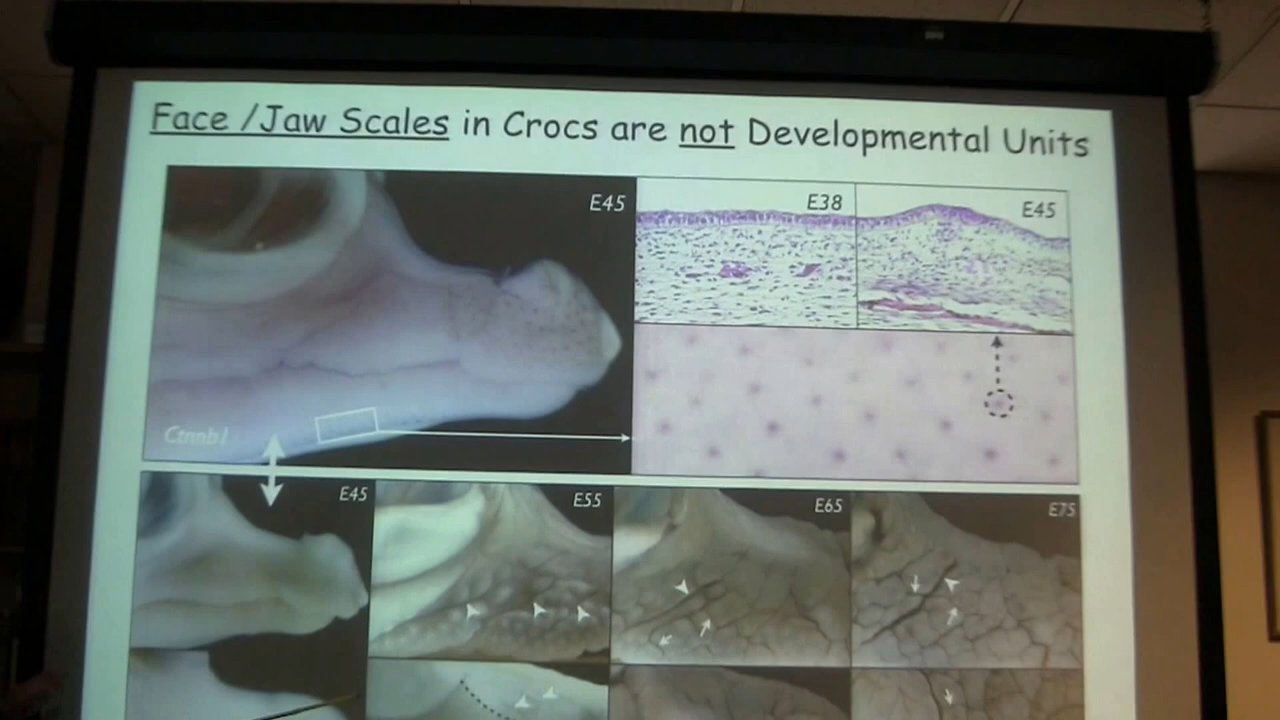 Face /Jaw Scales in Crocs are not Developmental Units
E45
E38
E45
Ctnnb1
E45
E55
E65
E75